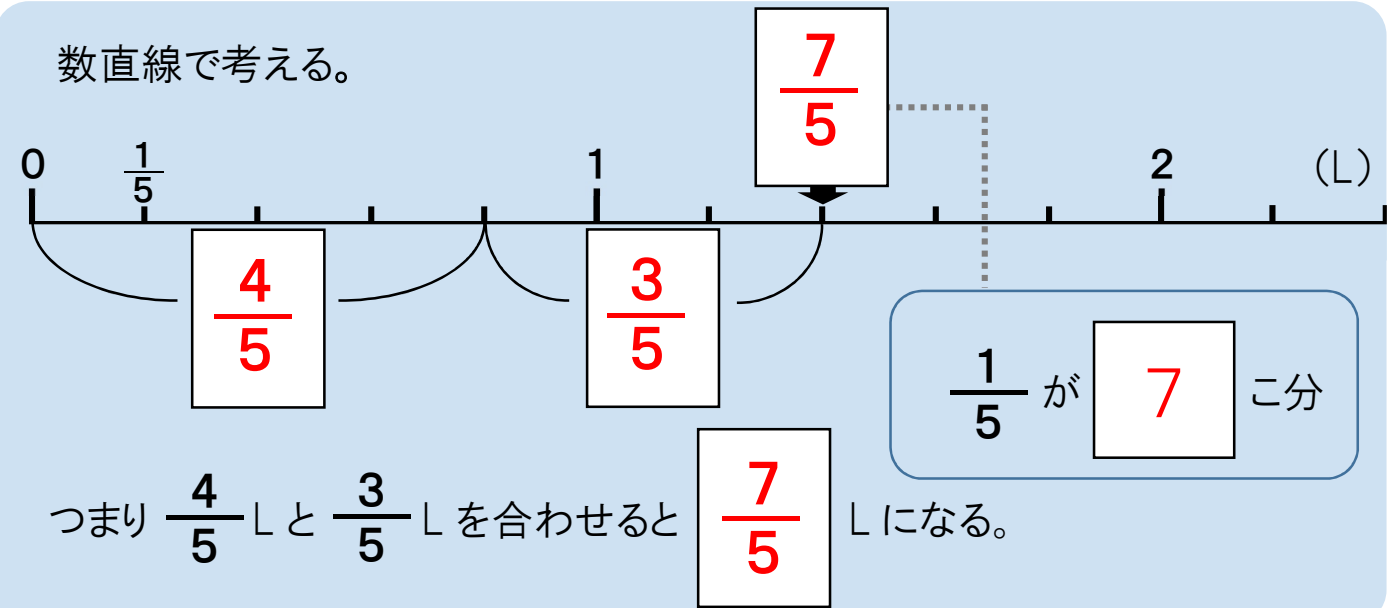 数直線で考える。
7/5
0 1/5 1 2 (L)
4/5 3/5
1/5 が 7 こ分
つまり 4/5 L と 3/5 L を合わせると 7/5 L になる。